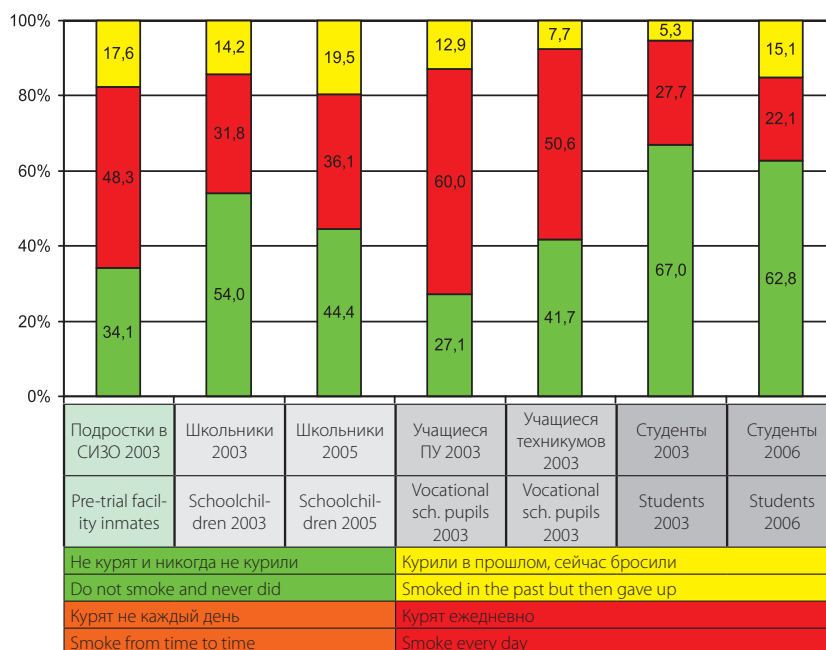 100%
80%
60%
40%
20%
0%
17,6
48,3
34,1
14,2
31,8
54,0
19,5
36,1
44,4
12,9
60,0
27,1
7,7
50,6
41,7
5,3
27,7
67,0
15,1
22,1
62,8
Подростки в
СИЗО 2003
Школьники
2003
Школьники
2005
Учащиеся
ПУ 2003
Учащиеся
техникумов
2003
Студенты
2003
Студенты
2006
Pre-trial facil-
ity inmates
Schoolchil-
dren 2003
Schoolchil-
dren 2005
Vocational
sch. pupils
2003
Vocational
sch. pupils
2003
Students
2003
Students
2006
Не курят и никогда не курили
Курили в прошлом, сейчас бросили
Do not smoke and never did
Smoked in the past but then gave up
Курят не каждый день
Курят ежедневно
Smoke from time to time
Smoke every day